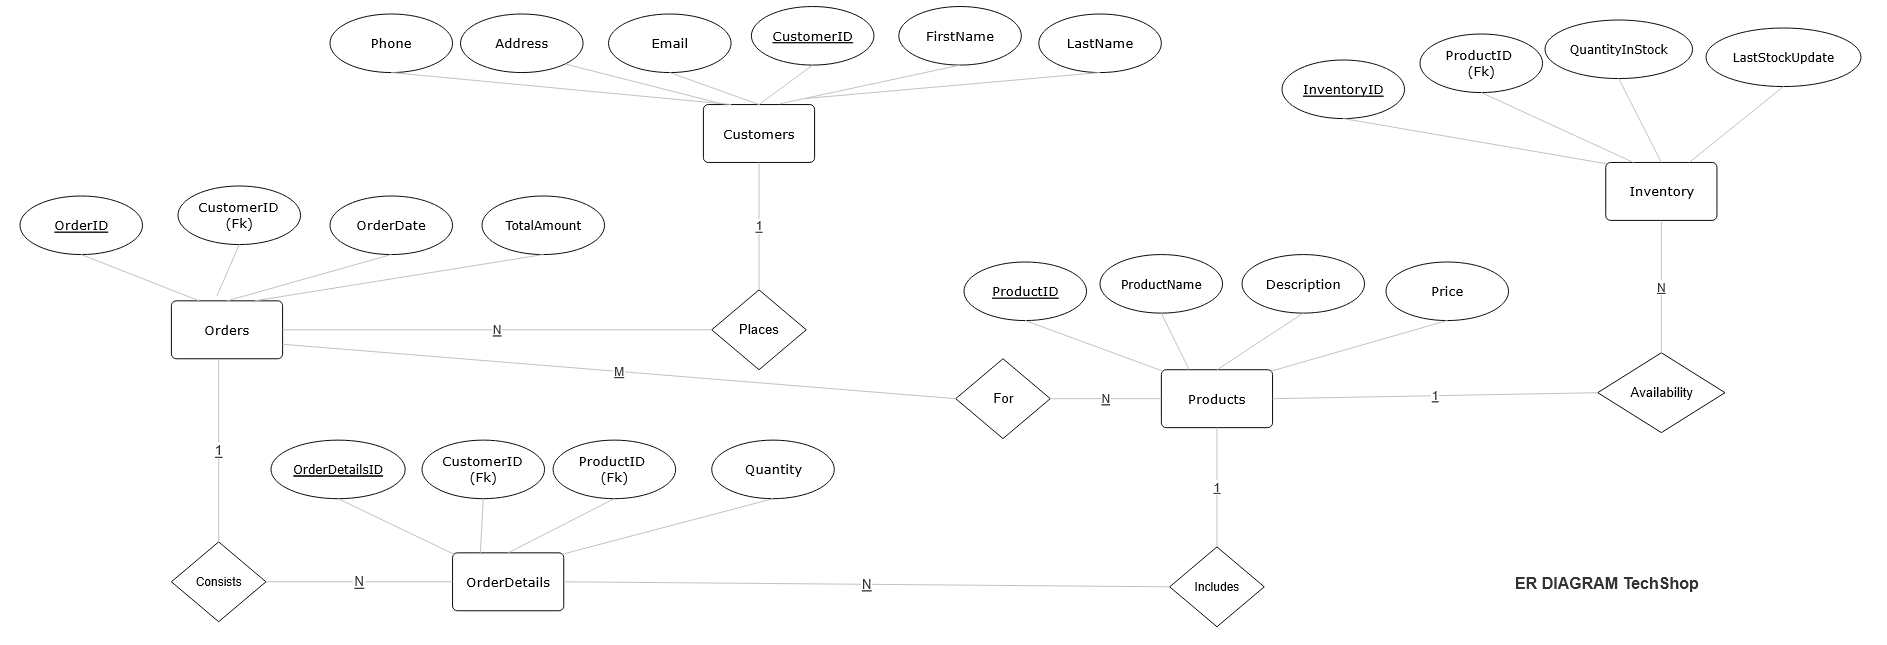 Phone
Address
Email
CustomerID
FirstName
LastName
Customers
InventoryID
ProductID
(Fk)
QuantityInStock
LastStockUpdate
Inventory
OrderID
CustomerID
(Fk)
OrderDate
TotalAmount
1
Orders
N
Places
ProductID
ProductName
Description
Price
N
M
For
N
Products
1
Availability
1
OrderDetailsID
CustomerID
(Fk)
ProductID
(Fk)
Quantity
1
Consists
N
OrderDetails
N
Includes
ER DIAGRAM TechShop